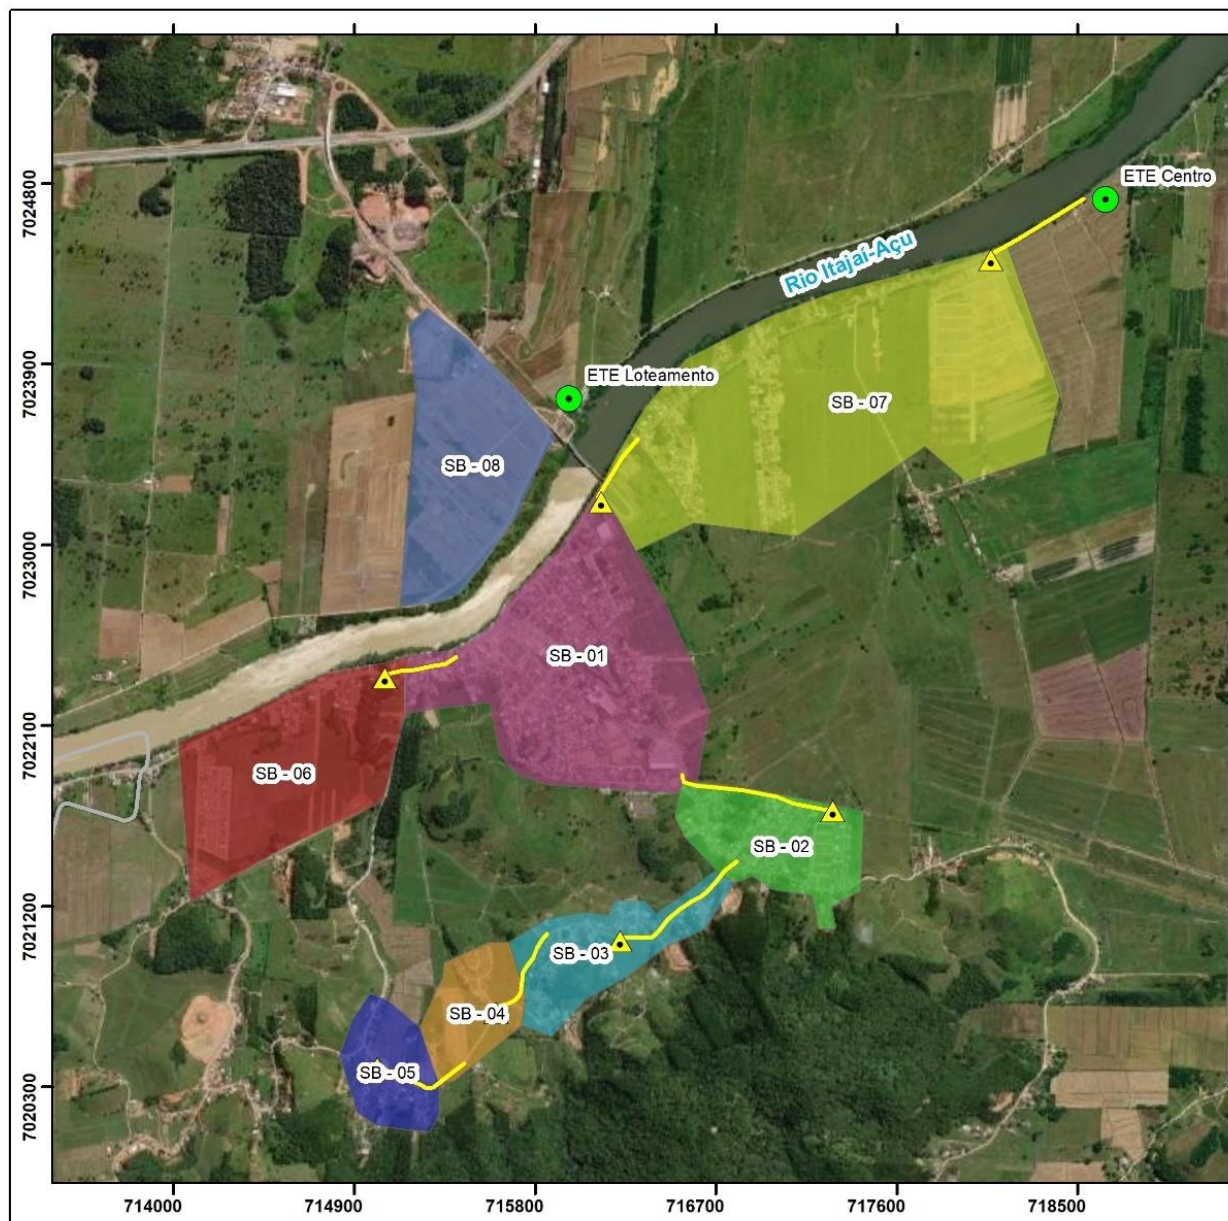 ETE Centro
Rio Itajaí-Açu
ETE Loteamento
SB - 07
SB - 08
SB - 01
SB - 06
SB - 02
SB - 03
SB - 04
SB - 05
7024800
7023900
7023000
7022100
7021200
7020300
714000
714900
715800
716700
717600
718500